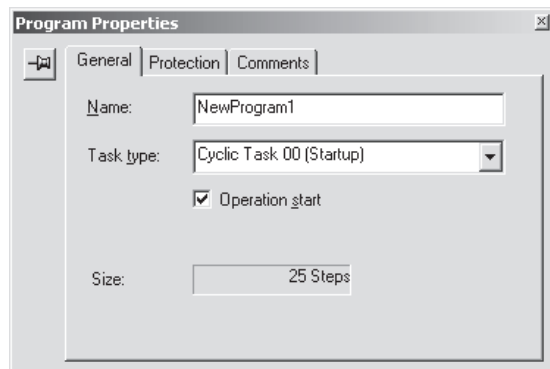 Program Properties
General Protection Comments
Name: NewProgram1
Task type: Cyclic Task 00 (Startup)
Operation start
Size: 25 Steps